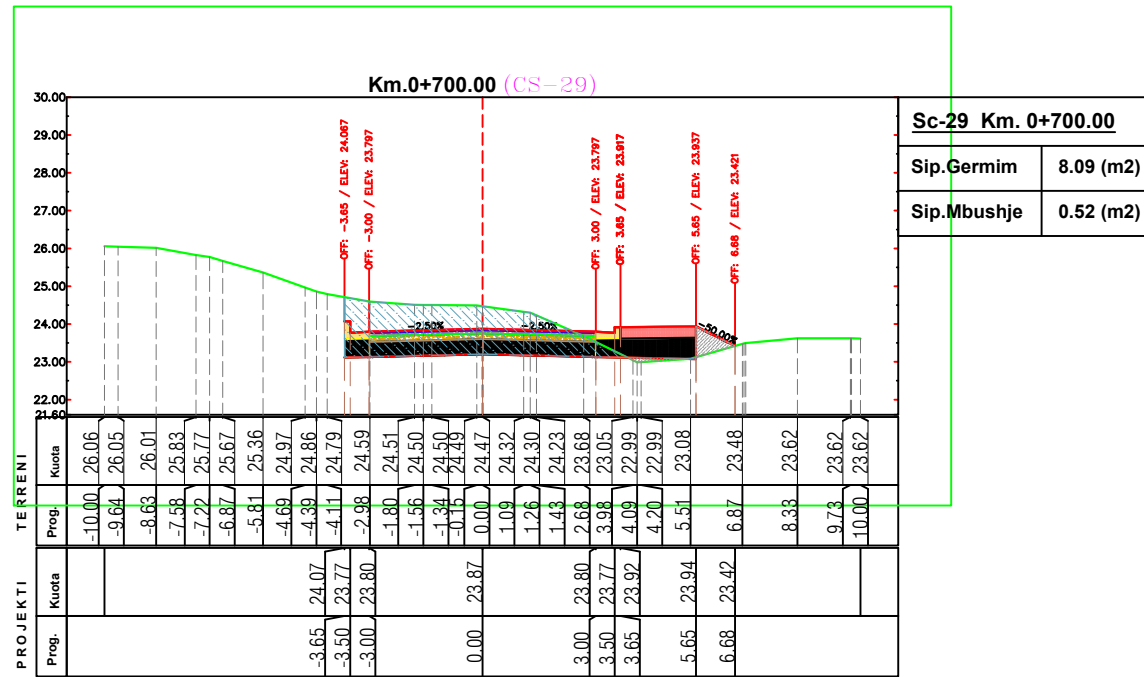 Km.0+700.00 (CS-29)
30.00
29.00
28.00
27.00
26.00
25.00
24.00
23.00
22.00
21.60
OFF: -3.65 / ELEV: 24.067
OFF: -3.00 / ELEV: 23.797
OFF: 3.00 / ELEV: 23.797
OFF: 3.65 / ELEV: 23.917
OFF: 5.65 / ELEV: 23.937
OFF: 6.68 / ELEV: 23.421
-2.50%
-2.50%
-50.00%
Sc-29 Km. 0+700.00
Sip.Germim 8.09 (m2)
Sip.Mbushje 0.52 (m2)
TERRENI
Kuota 26.06 26.05 26.01 25.83 25.77 25.67 25.36 24.97 24.86 24.79 24.59 24.51 24.50 24.50 24.49 24.47 24.32 24.30 24.23 23.68 23.05 22.99 22.99 23.08 23.48 23.62 23.62 23.62
Prog. -10.00 -9.64 -8.63 -7.58 -7.22 -6.87 -5.81 -4.69 -4.39 -4.11 -2.98 -1.80 -1.56 -1.34 -0.15 0.00 1.09 1.26 1.43 2.68 3.98 4.09 4.20 5.51 6.87 8.33 9.73 10.00
PROJEKTI
Kuota 24.07 23.77 23.80 23.87 23.80 23.77 23.92 23.94 23.42
Prog. -3.65 -3.50 -3.00 0.00 3.00 3.50 3.65 5.65 6.68